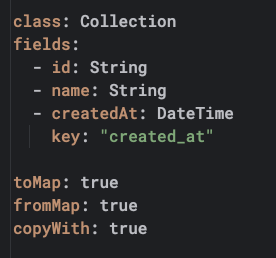 class: Collection
fields:
  - id: String
  - name: String
  - createdAt: DateTime
    key: "created_at"

toMap: true
fromMap: true
copyWith: true